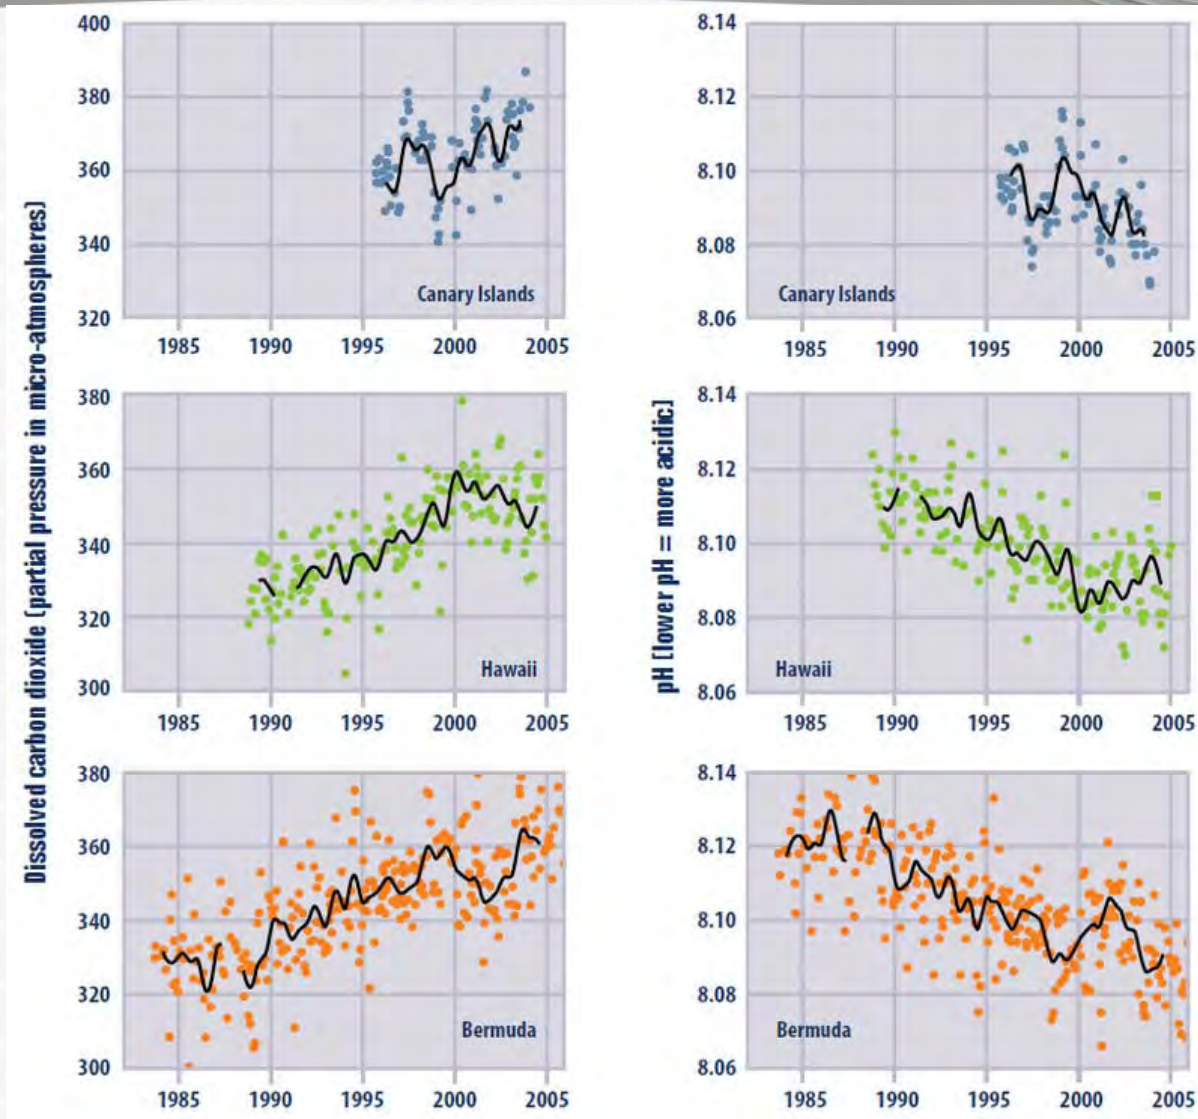 Dissolved carbon dioxide (partial pressure in micro-atmospheres)
400
380
360
340
320
Canary Islands
1985 1990 1995 2000 2005
380
360
340
320
300
Hawaii
1985 1990 1995 2000 2005
380
360
340
320
300
Bermuda
1985 1990 1995 2000 2005
pH [lower pH = more acidic]
8.14
8.12
8.10
8.08
8.06
Canary Islands
1985 1990 1995 2000 2005
8.14
8.12
8.10
8.08
8.06
Hawaii
1985 1990 1995 2000 2005
8.14
8.12
8.10
8.08
8.06
Bermuda
1985 1990 1995 2000 2005